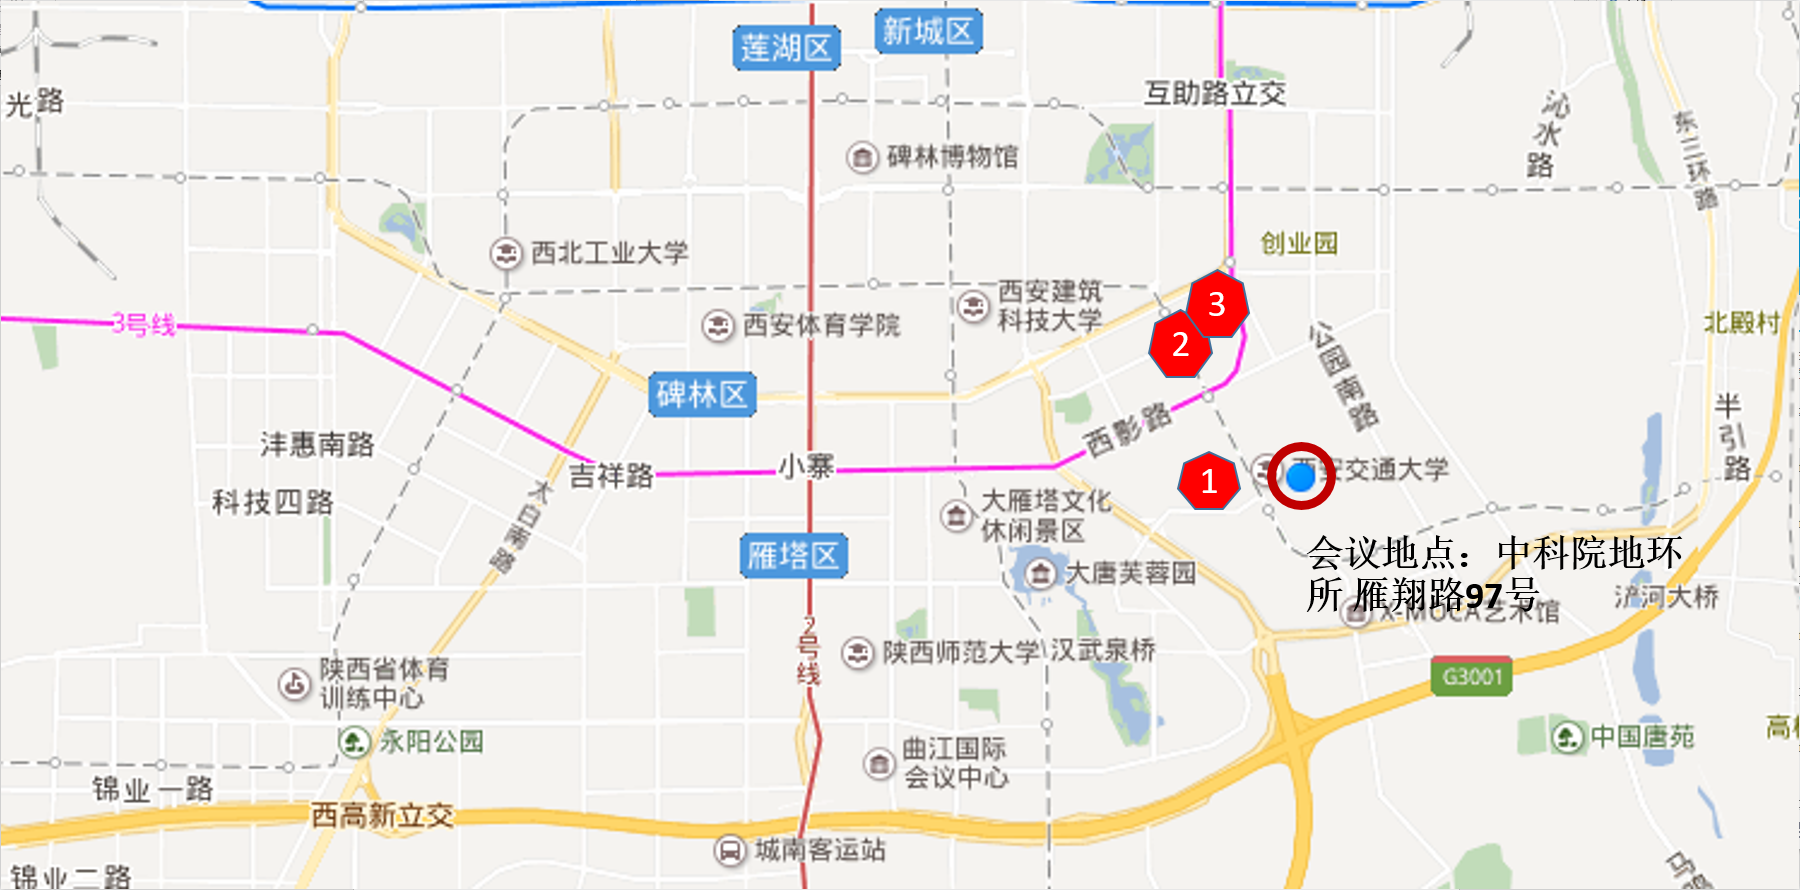 莲湖区
新城区
光路
互助路立交
沁水路
东三环路
碑林博物馆
西北工业大学
创业园
西安建筑
科技大学
3
2
3号线
西安体育学院
北殿村
公园南路
碑林区
西影路
半引路
沣惠南路
吉祥路
小寨
1
西安交通大学
科技四路
太白南路
大雁塔文化
休闲景区
雁塔区
会议地点：中科院地环
所 雁翔路97号
大唐芙蓉园
X-MOCA艺术馆
浐河大桥
2号线
陕西师范大学
汉武泉桥
陕西省体育
训练中心
G3001
永阳公园
曲江国际
会议中心
中国唐苑
锦业一路
西高新立交
城南客运站
锦业二路